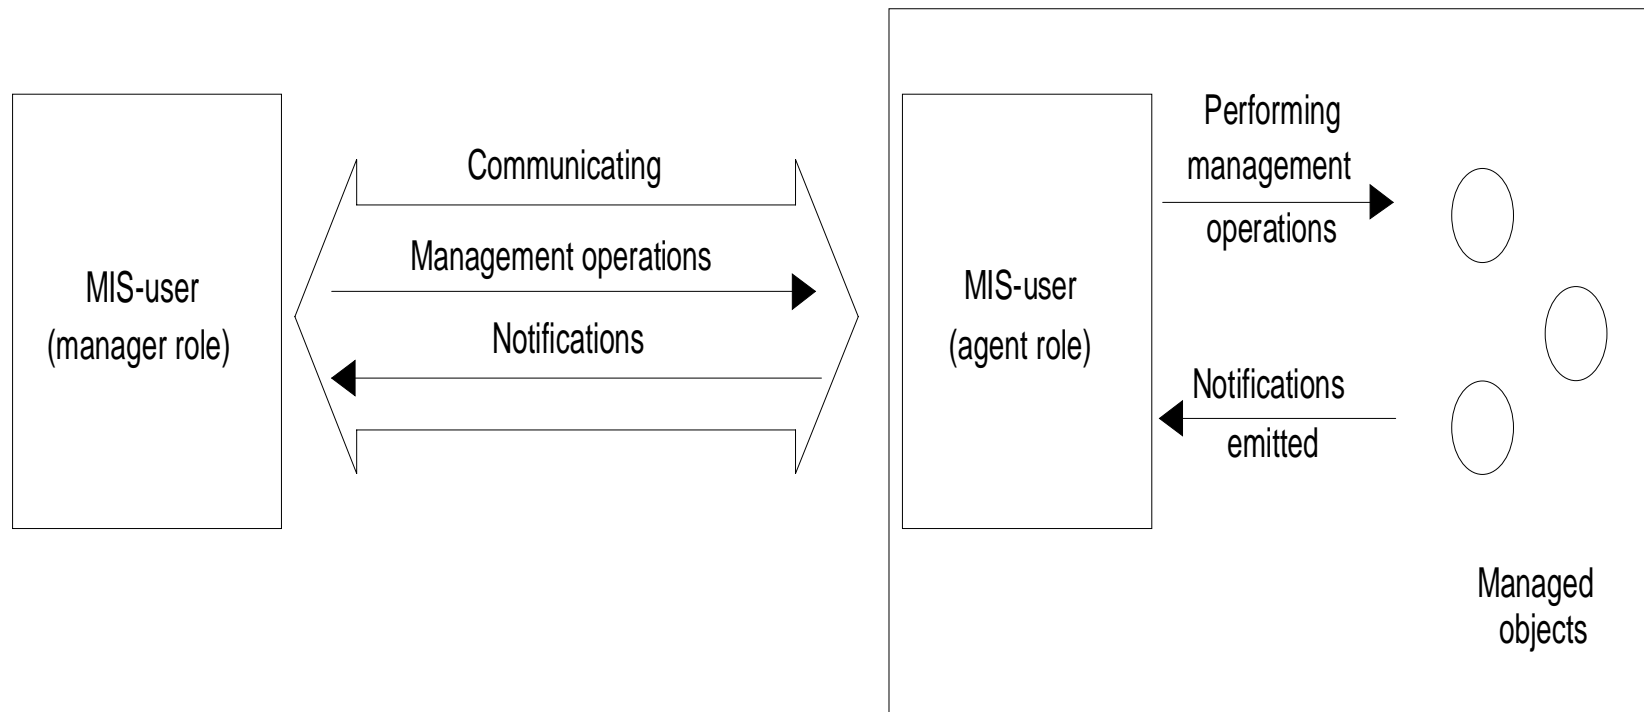 MIS-user
(manager role)
Communicating
Management operations
Notifications
MIS-user
(agent role)
Performing
management
operations
Notifications
emitted
Managed
objects